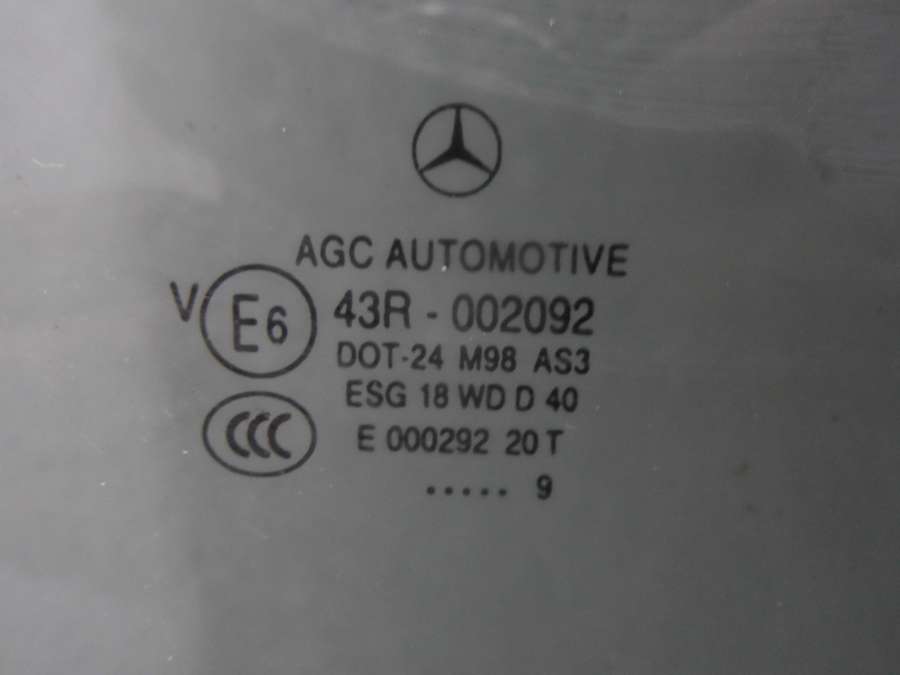 AGC AUTOMOTIVE
V E6 43R - 002092
DOT-24 M98 AS3
ESG 18 WD D 40
CCC E 000292 20 T
..... 9